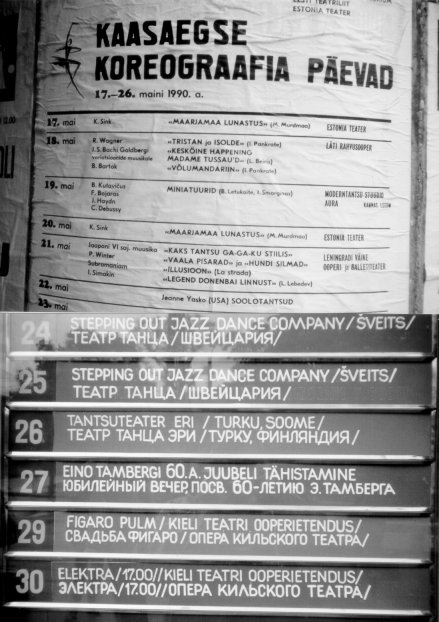 ESTONIA TEATER
KAASAEGSE
KOREOGRAAFIA PÄEVAD
17.—26. maini 1990. a.
17. mai K. Sink «MAARJAMAA LUNASTUS» (M. Murdmaa) ESTONIA TEATER
18. mai R. Wagner «TRISTAN ja ISOLDE» (I. Pankrate) LÄTI RAHVUSOOPER
J. S. Bachi Goldbergi «KESKÖINE HAPPENING
variatsioonide muusikale MADAME TUSSAU'D» (L. Beiris)
B. Bartok «VÕLUMANDARIIN» (I. Pankrate)
19. mai B. Kutavičus MINIATUURID (B. Letukaite, I. Smorginas) MODERNTANTSU STUUDIO
F. Bajoras AURA KAUNAS LEEDU
J. Haydn
C. Debussy
20. mai K. Sink «MAARJAMAA LUNASTUS» (M. Murdmaa) ESTONIA TEATER
21. mai Jaapani VI saj. muusika «KAKS TANTSU GA-GA-KU STIILIS» LENINGRADI VÄINE
P. Winter «VAALA PISARAD» ja «HUNDI SILMAD» OOPERI ja BALLETITEATER
Subramaniam «ILLUSIOON» (La strada)
I. Simakin «LEGEND DONENBAI LINNUST» (L. Lebedev)
22. mai
23. mai Jeanne Yasko (USA) SOOLOTANTSUD
24 STEPPING OUT JAZZ DANCE COMPANY/ŠVEITS/
ТЕАТР ТАНЦА/ШВЕЙЦАРИЯ/
25 STEPPING OUT JAZZ DANCE COMPANY/ŠVEITS/
ТЕАТР ТАНЦА/ШВЕЙЦАРИЯ/
26 TANTSUTEATER ERI / TURKU, SOOME/
ТЕАТР ТАНЦА ЭРИ /ТУРКУ, ФИНЛЯНДИЯ/
27 EINO TAMBERGI 60. A. JUUBELI TÄHISTAMINE
ЮБИЛЕЙНЫЙ ВЕЧЕР, ПОСВ. 60-ЛЕТИЮ Э. ТАМБЕРГА
29 FIGARO PULM / KIELI TEATRI OOPERIETENDUS/
СВАДЬБА ФИГАРО / ОПЕРА КИЛЬСКОГО ТЕАТРА/
30 ELEKTRA/17.00//KIELI TEATRI OOPERIETENDUS/
ЭЛЕКТРА/17.00//ОПЕРА КИЛЬСКОГО ТЕАТРА/